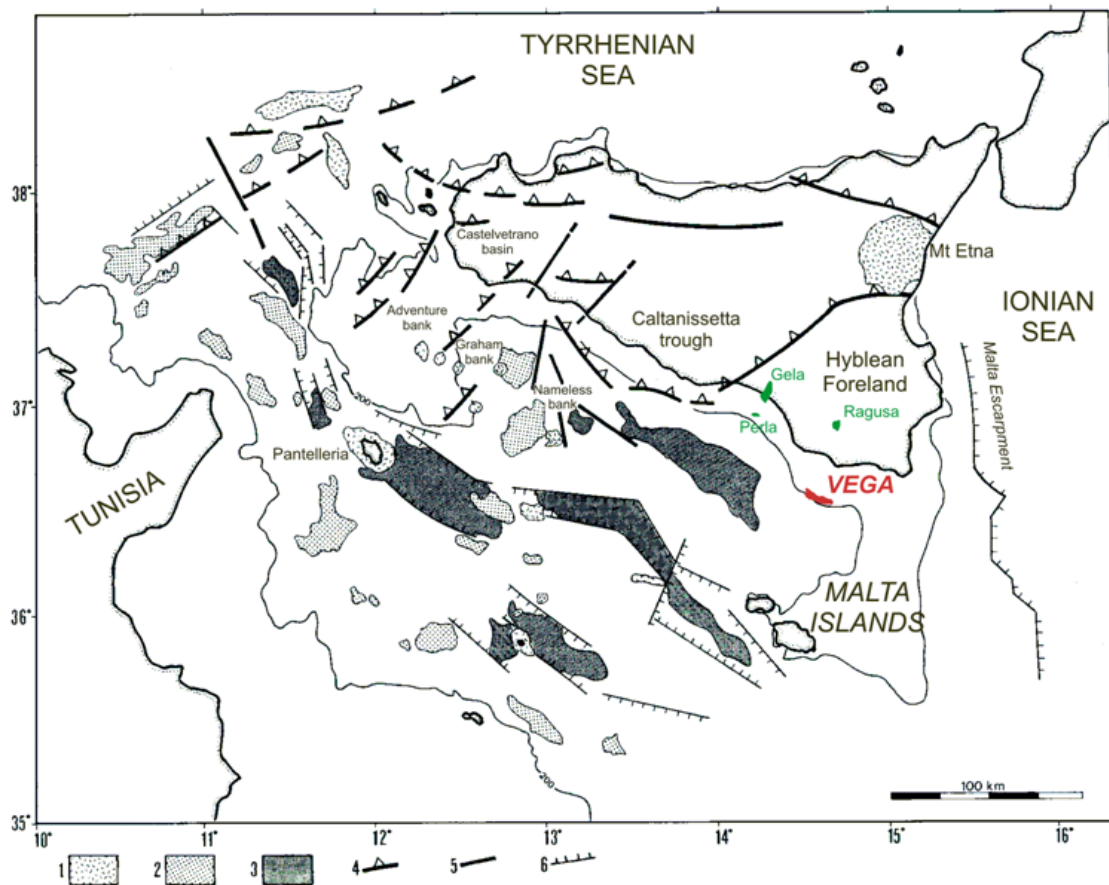 TYRRHENIAN
SEA
38°
Castelvetrano
basin
Mt Etna
IONIAN
SEA
Adventure
bank
Graham
bank
Caltanissetta
trough
Hyblean
Foreland
Malta Escarpment
Gela
Nameless
bank
Ragusa
Perla
37°
200
Pantelleria
TUNISIA
VEGA
36°
MALTA
ISLANDS
200
100 km
35°
10°
11°
12°
13°
14°
15°
16°
1
2
3
4
5
6